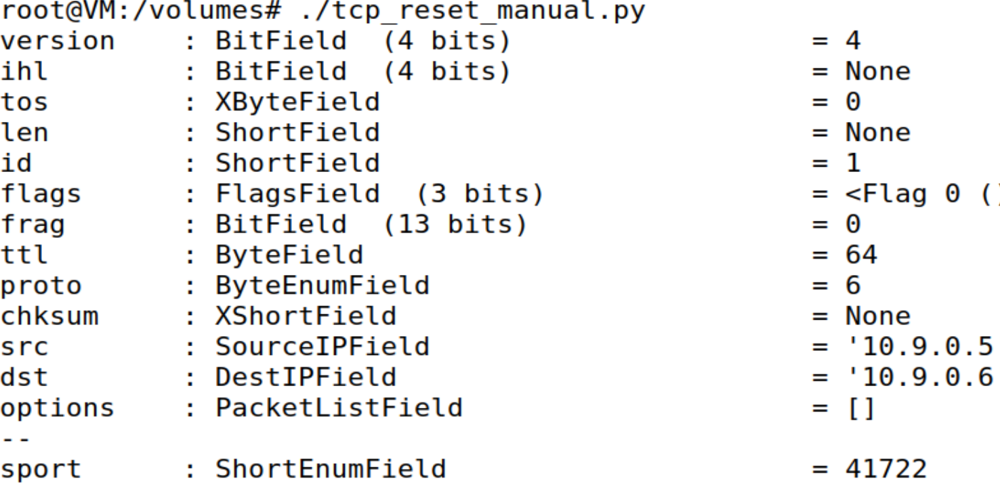 root@VM:/volumes# ./tcp_reset_manual.py
version    : BitField  (4 bits)                  = 4
ihl        : BitField  (4 bits)                  = None
tos        : XByteField                          = 0
len        : ShortField                          = None
id         : ShortField                          = 1
flags      : FlagsField  (3 bits)                = <Flag 0 ()
frag       : BitField  (13 bits)                 = 0
ttl        : ByteField                           = 64
proto      : ByteEnumField                       = 6
chksum     : XShortField                         = None
src        : SourceIPField                       = '10.9.0.5
dst        : DestIPField                         = '10.9.0.6
options    : PacketListField                     = []
--
sport      : ShortEnumField                      = 41722